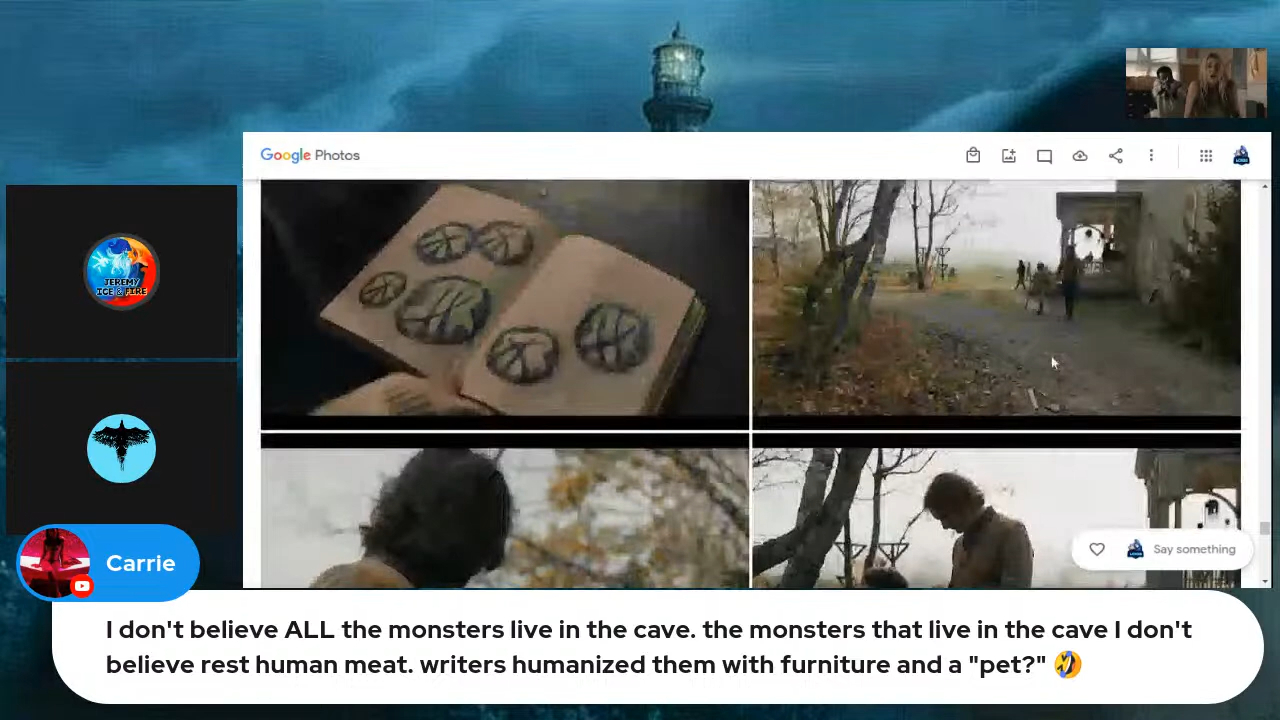 Google Photos
JEREMY
ICE & FIRE
Say something
Carrie
I don't believe ALL the monsters live in the cave. the monsters that live in the cave I don't
believe rest human meat. writers humanized them with furniture and a "pet?" 🤣